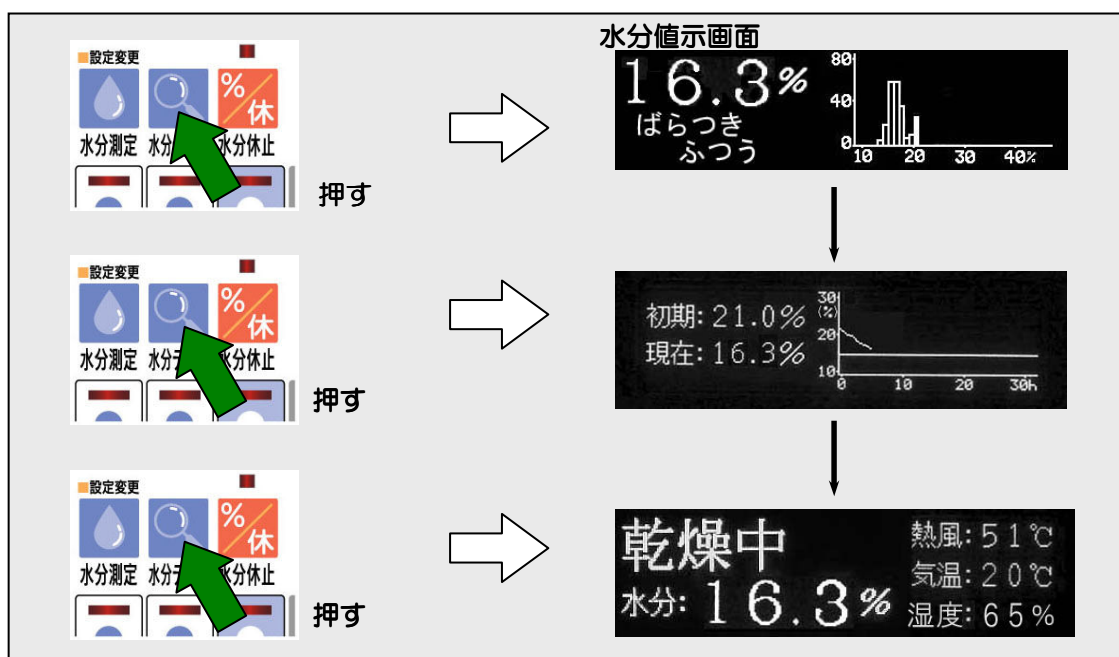 水分値示画面
■設定変更
%
休
水分測定 水分 水分休止
押す
16.3%
ばらつき
ふつう
80
40
0
10 20 30 40%
■設定変更
%
休
水分測定 水分 水分休止
押す
初期:21.0%
現在:16.3%
30
(%)
20
10
0 10 20 30h
■設定変更
%
休
水分測定 水分 水分休止
押す
乾燥中
水分:16.3%
熱風:51℃
気温:20℃
湿度:65%